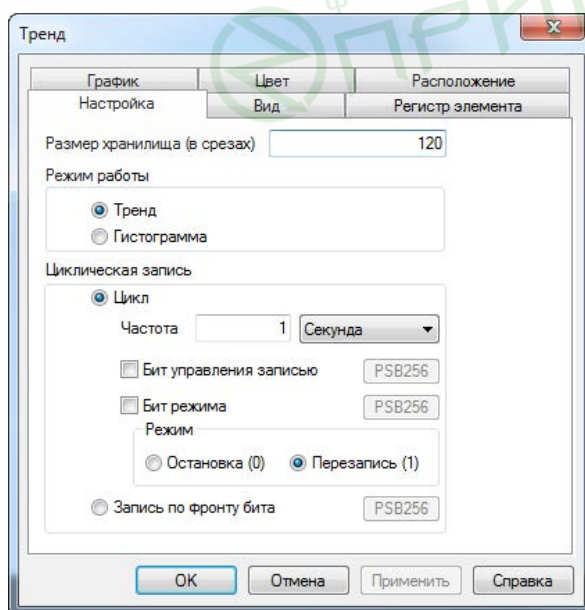 Тренд
График Цвет Расположение
Настройка Вид Регистр элемента
Размер хранилища (в срезах) 120
Режим работы
Тренд
Гистограмма
Циклическая запись
Цикл
Частота 1 Секунда
Бит управления записью PSB256
Бит режима PSB256
Режим
Остановка (0) Перезапись (1)
Запись по фронту бита PSB256
OK Отмена Применить Справка